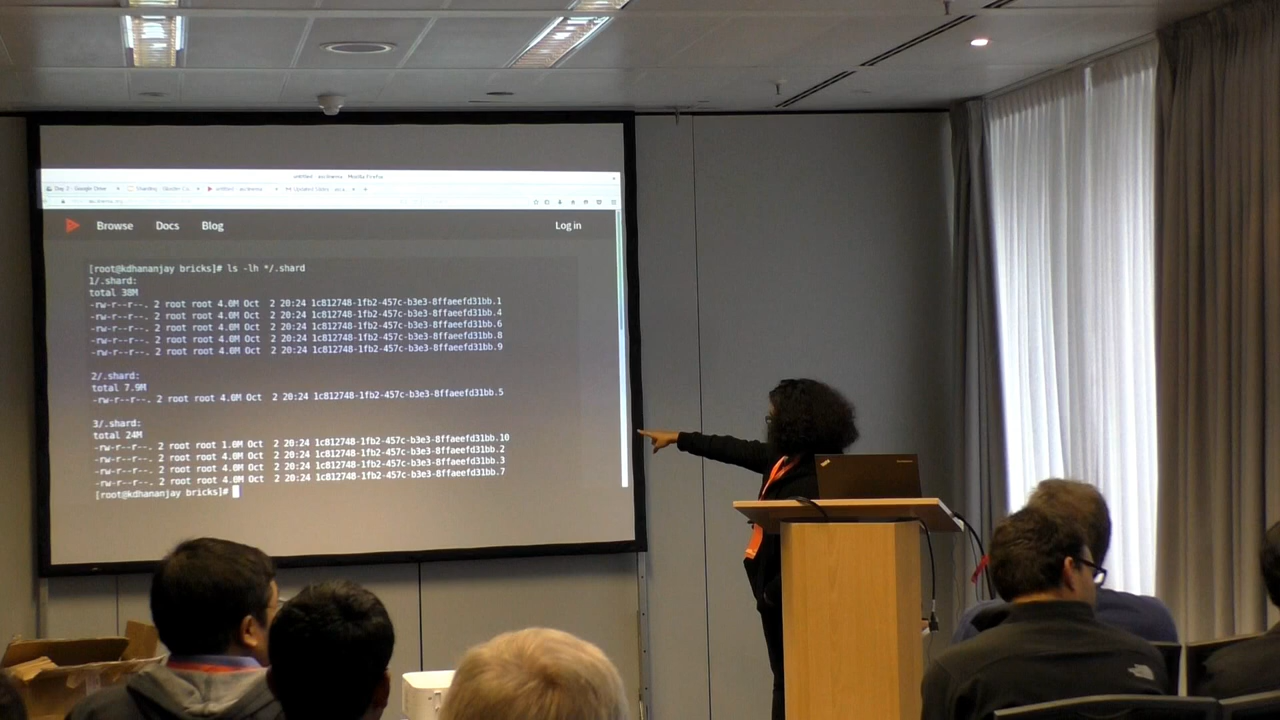 untitled - asciinema - Mozilla Firefox
Day 2 - Google Drive
Browse Docs Blog Log in
[root@kdhananjay bricks]# ls -lh */.shard
1/.shard:
total 38M
-rw-r--r--. 2 root root 4.0M Oct  2 20:24 1c812748-1fb2-457c-b3e3-8ffaeefd31bb.1
-rw-r--r--. 2 root root 4.0M Oct  2 20:24 1c812748-1fb2-457c-b3e3-8ffaeefd31bb.4
-rw-r--r--. 2 root root 4.0M Oct  2 20:24 1c812748-1fb2-457c-b3e3-8ffaeefd31bb.6
-rw-r--r--. 2 root root 4.0M Oct  2 20:24 1c812748-1fb2-457c-b3e3-8ffaeefd31bb.8
-rw-r--r--. 2 root root 4.0M Oct  2 20:24 1c812748-1fb2-457c-b3e3-8ffaeefd31bb.9
2/.shard:
total 7.9M
-rw-r--r--. 2 root root 4.0M Oct  2 20:24 1c812748-1fb2-457c-b3e3-8ffaeefd31bb.5
3/.shard:
total 24M
-rw-r--r--. 2 root root 1.0M Oct  2 20:24 1c812748-1fb2-457c-b3e3-8ffaeefd31bb.10
-rw-r--r--. 2 root root 4.0M Oct  2 20:24 1c812748-1fb2-457c-b3e3-8ffaeefd31bb.2
-rw-r--r--. 2 root root 4.0M Oct  2 20:24 1c812748-1fb2-457c-b3e3-8ffaeefd31bb.3
-rw-r--r--. 2 root root 4.0M Oct  2 20:24 1c812748-1fb2-457c-b3e3-8ffaeefd31bb.7
[root@kdhananjay bricks]#